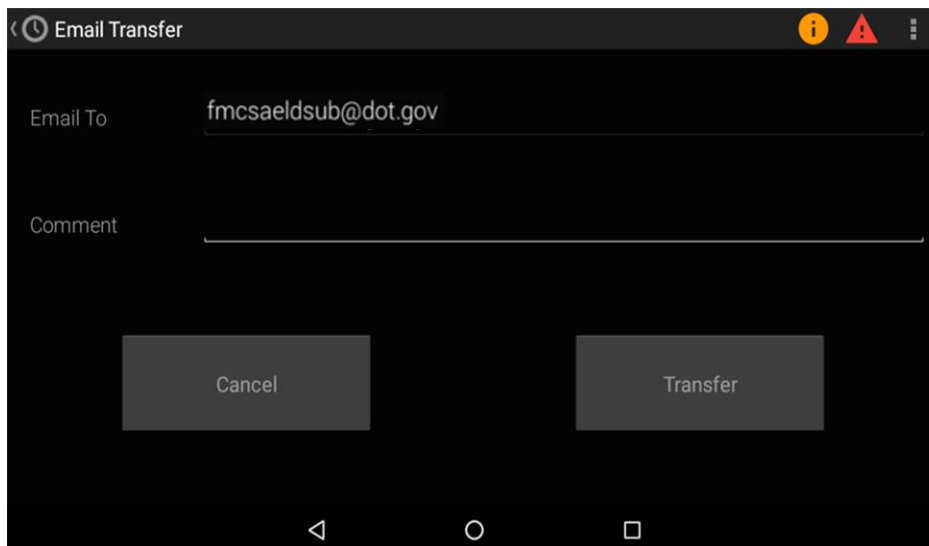 Email Transfer
Email To
fmcsaeldsub@dot.gov
Comment
Cancel
Transfer